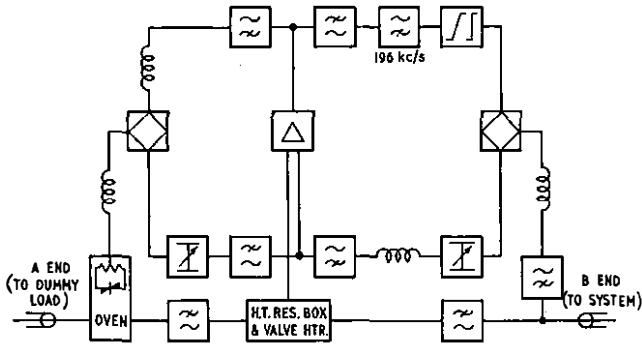 196 kc/s
A END
(TO DUMMY
LOAD)
OVEN
H.T. RES. BOX
& VALVE HTR.
B END
(TO SYSTEM)